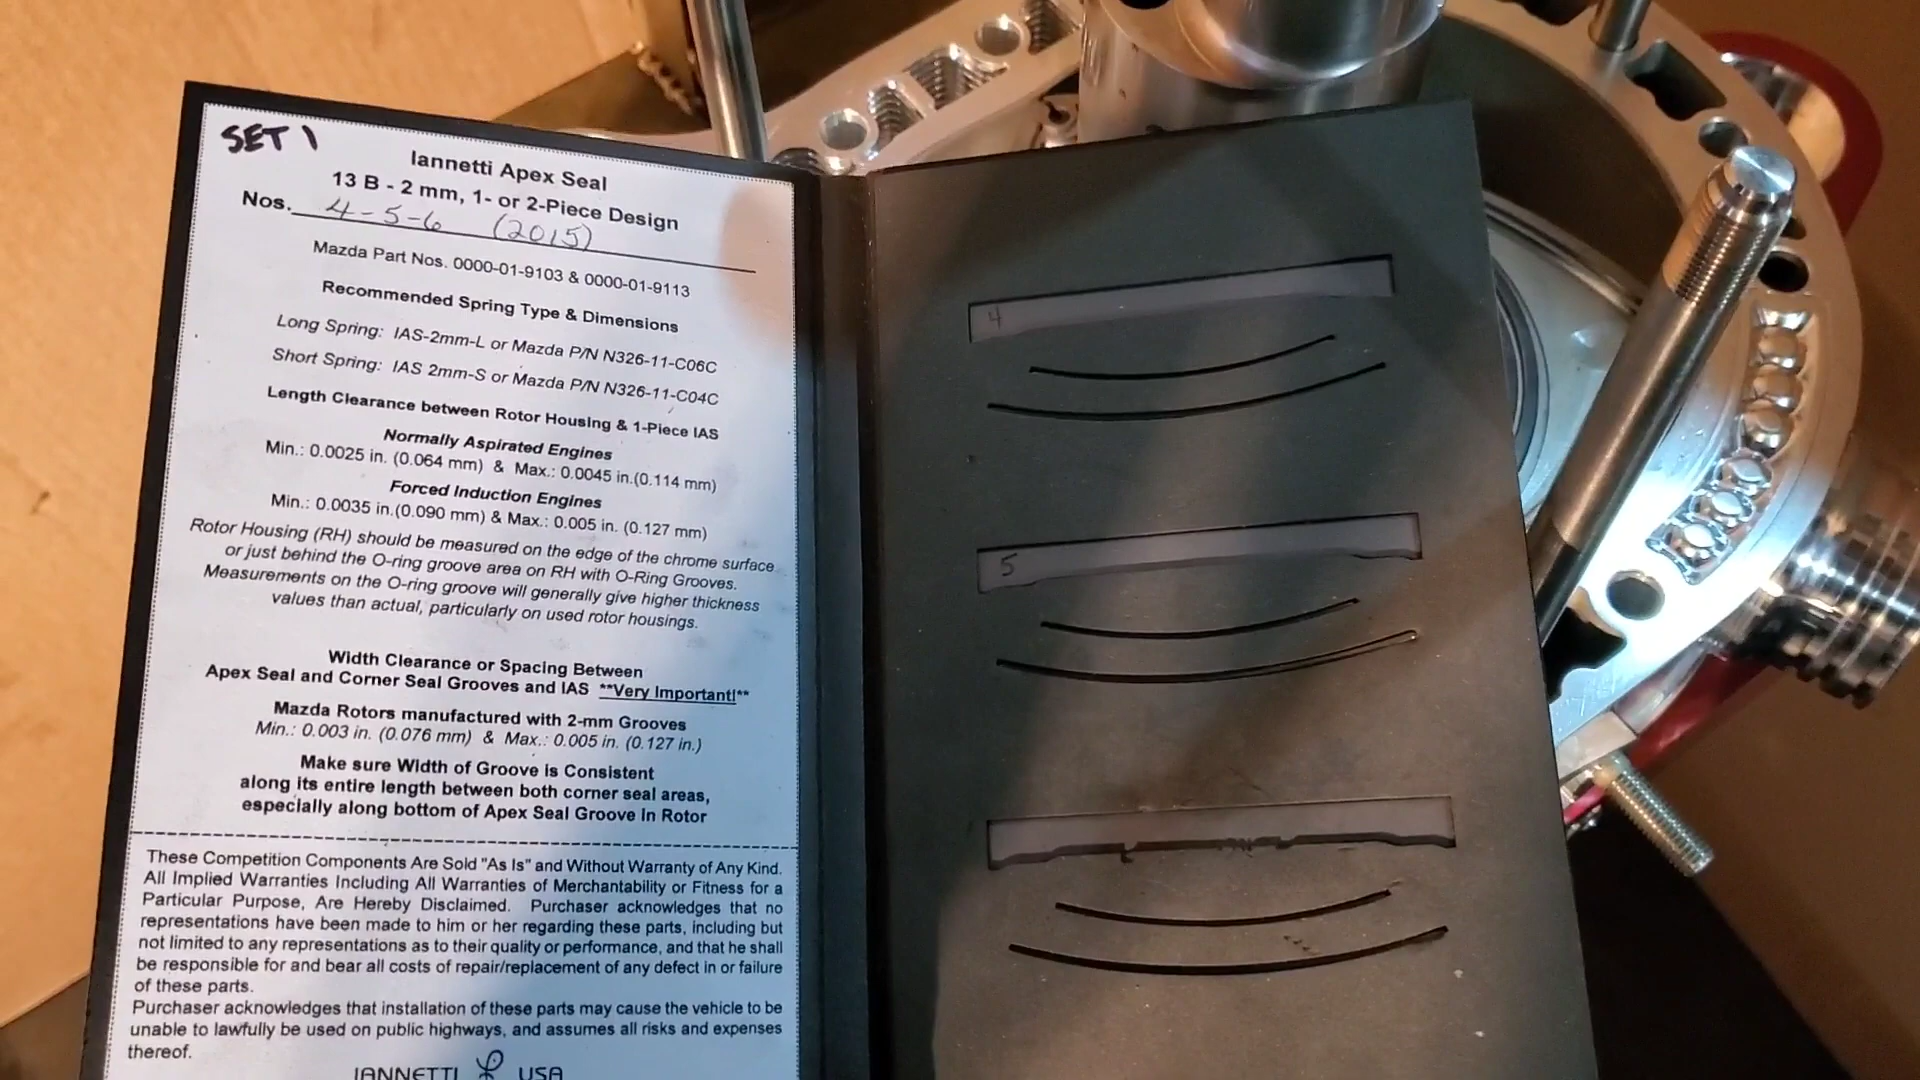 SET 1
Iannetti Apex Seal
13 B - 2 mm, 1- or 2-Piece Design
Nos. 4-5-6 (2015)
Mazda Part Nos. 0000-01-9103 & 0000-01-9113
Recommended Spring Type & Dimensions
Long Spring: IAS-2mm-L or Mazda P/N N326-11-C06C
Short Spring: IAS 2mm-S or Mazda P/N N326-11-C04C
Length Clearance between Rotor Housing & 1-Piece IAS
Normally Aspirated Engines
Min.: 0.0025 in. (0.064 mm) & Max.: 0.0045 in.(0.114 mm)
Forced Induction Engines
Min.: 0.0035 in.(0.090 mm) & Max.: 0.005 in. (0.127 mm)
Rotor Housing (RH) should be measured on the edge of the chrome surface
or just behind the O-ring groove area on RH with O-Ring Grooves.
Measurements on the O-ring groove will generally give higher thickness
values than actual, particularly on used rotor housings.
Width Clearance or Spacing Between
Apex Seal and Corner Seal Grooves and IAS **Very Important!**
Mazda Rotors manufactured with 2-mm Grooves
Min.: 0.003 in. (0.076 mm) & Max.: 0.005 in. (0.127 in.)
Make sure Width of Groove is Consistent
along its entire length between both corner seal areas,
especially along bottom of Apex Seal Groove in Rotor
These Competition Components Are Sold "As Is" and Without Warranty of Any Kind.
All Implied Warranties Including All Warranties of Merchantability or Fitness for a
Particular Purpose, Are Hereby Disclaimed. Purchaser acknowledges that no
representations have been made to him or her regarding these parts, including but
not limited to any representations as to their quality or performance, and that he shall
be responsible for and bear all costs of repair/replacement of any defect in or failure
of these parts.
Purchaser acknowledges that installation of these parts may cause the vehicle to be
unable to lawfully be used on public highways, and assumes all risks and expenses
thereof.
IANNETTI USA
4
5